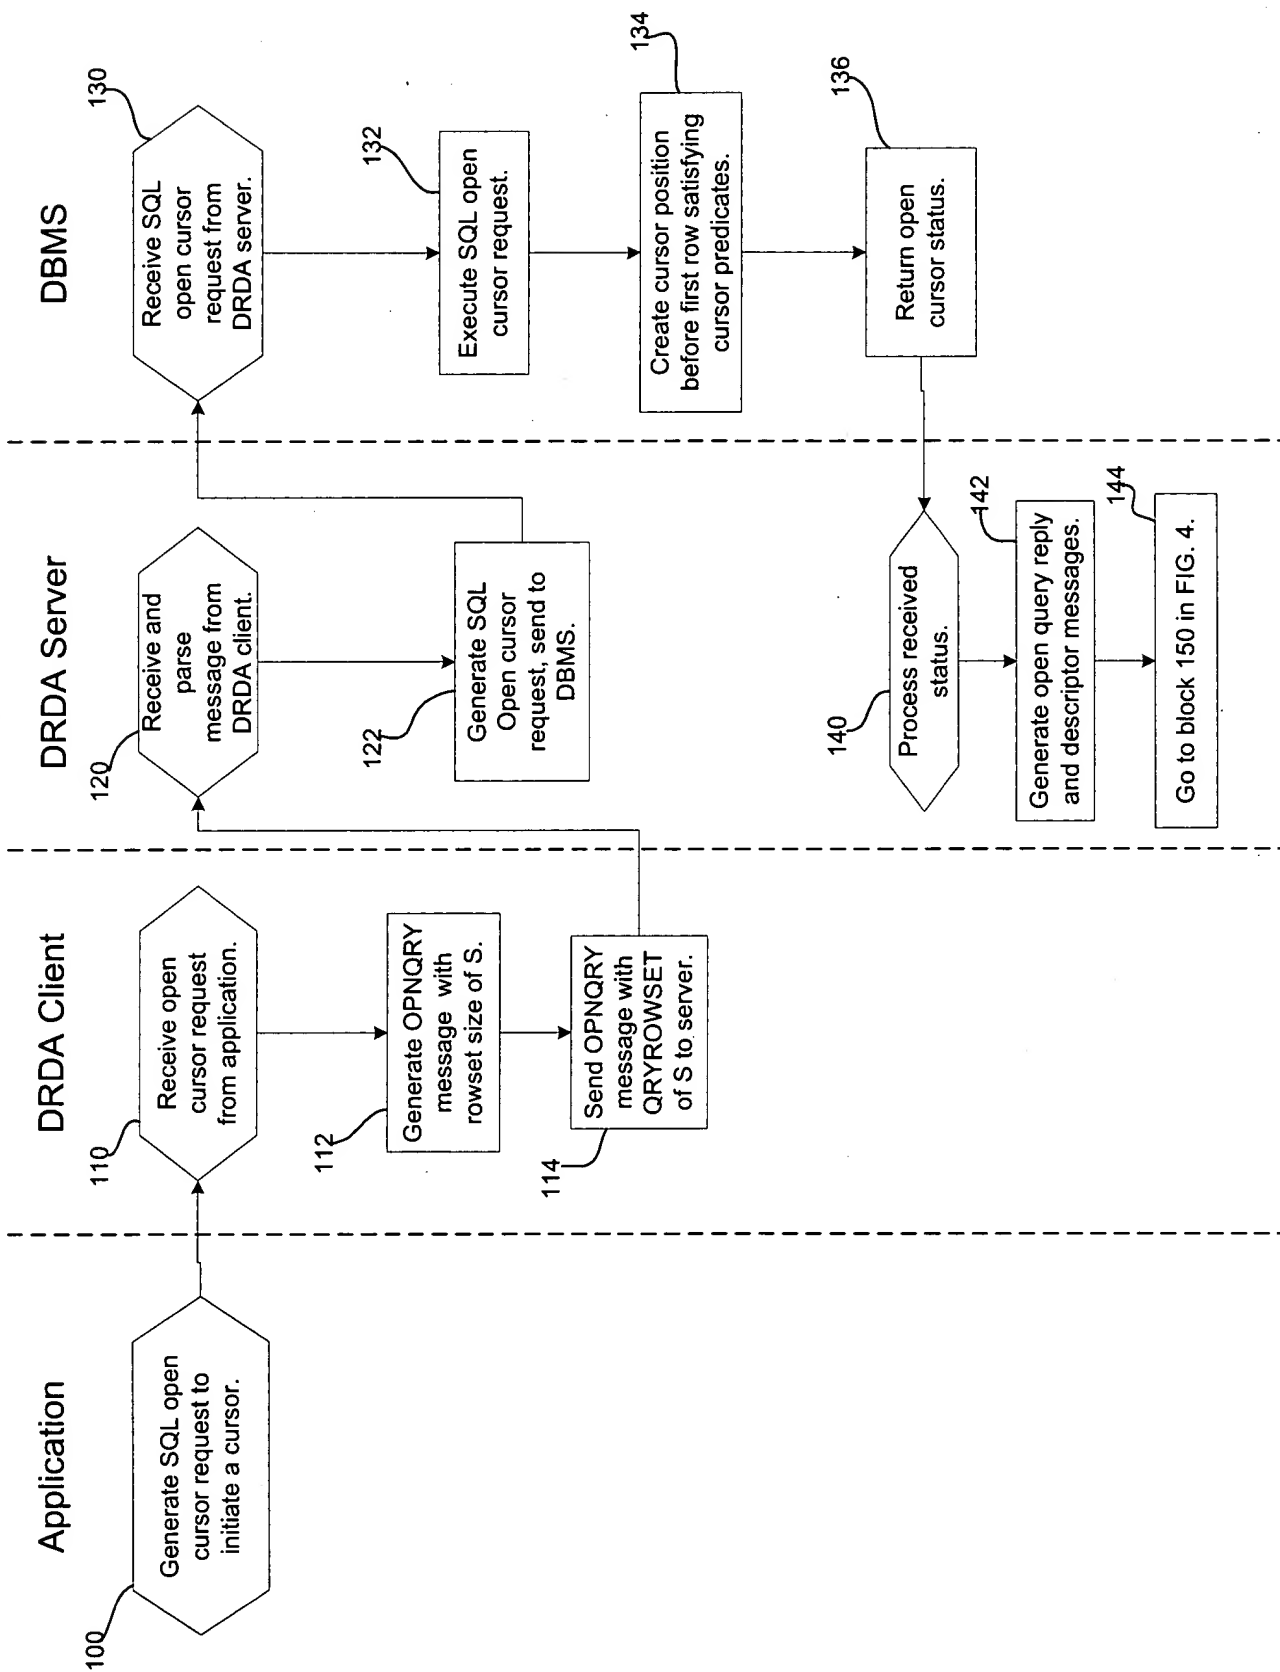 Application
100
Generate SQL open
cursor request to
initiate a cursor.
DRDA Client
110
Receive open
cursor request
from application.
112
Generate OPNQRY
message with
rowset size of S.
114
Send OPNQRY
message with
QRYROWSET
of S to server.
DRDA Server
120
Receive and
parse
message from
DRDA client.
122
Generate SQL
Open cursor
request, send to
DBMS.
140
Process received
status.
142
Generate open query reply
and descriptor messages.
144
Go to block 150 in FIG. 4.
DBMS
130
Receive SQL
open cursor
request from
DRDA server.
132
Execute SQL open
cursor request.
134
Create cursor position
before first row satisfying
cursor predicates.
136
Return open
cursor status.